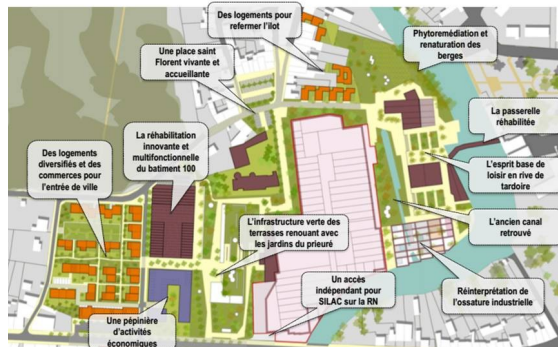 Des logements pour
refermer l'ilot
Une place saint
Florent vivante et
accueillante
Phytoremédiation et
renaturation des
berges
La passerelle
réhabilitée
La réhabilitation
innovante et
multifonctionnelle
du batiment 100
Des logements
diversifiés et des
commerces pour
l'entrée de ville
L'esprit base de
loisir en rive de
tardoire
L'infrastructure verte des
terrasses renouant avec
les jardins du prieuré
L'ancien canal
retrouvé
Un accès
indépendant pour
SILAC sur la RN
Réinterprétation de
l'ossature industrielle
Une pépinière
d'activités
économiques